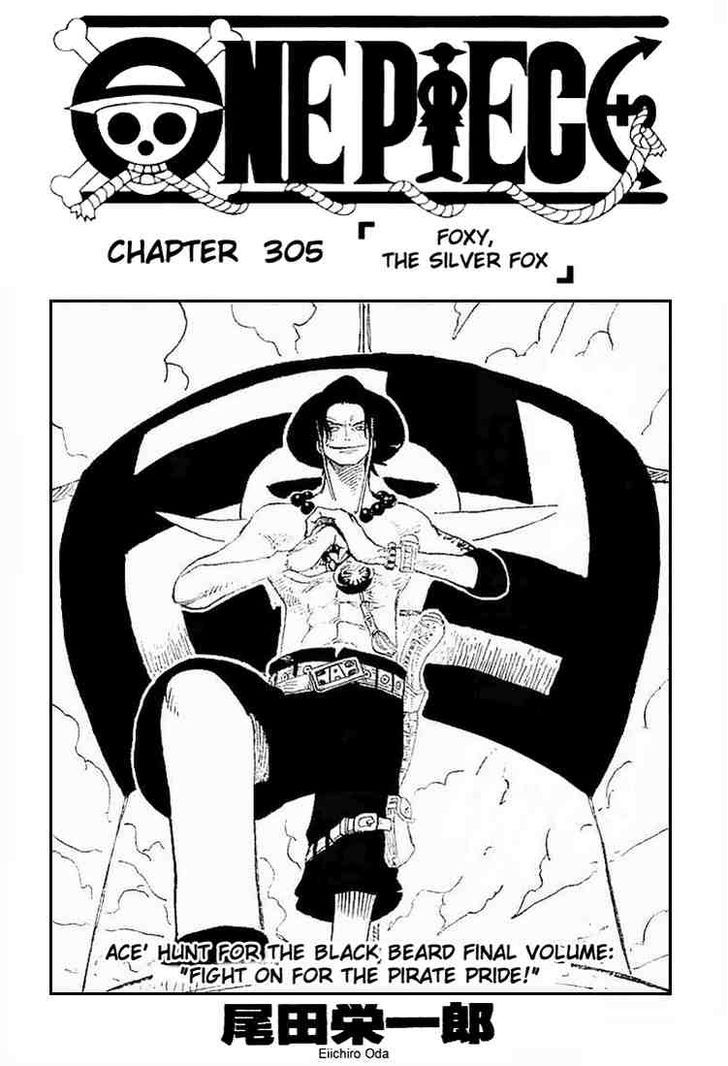 ONE PIECE
CHAPTER 305
「FOXY,
THE SILVER FOX」
A
ACE' HUNT FOR THE BLACK BEARD FINAL VOLUME:
"FIGHT ON FOR THE PIRATE PRIDE!"
尾田栄一郎
Eiichiro Oda